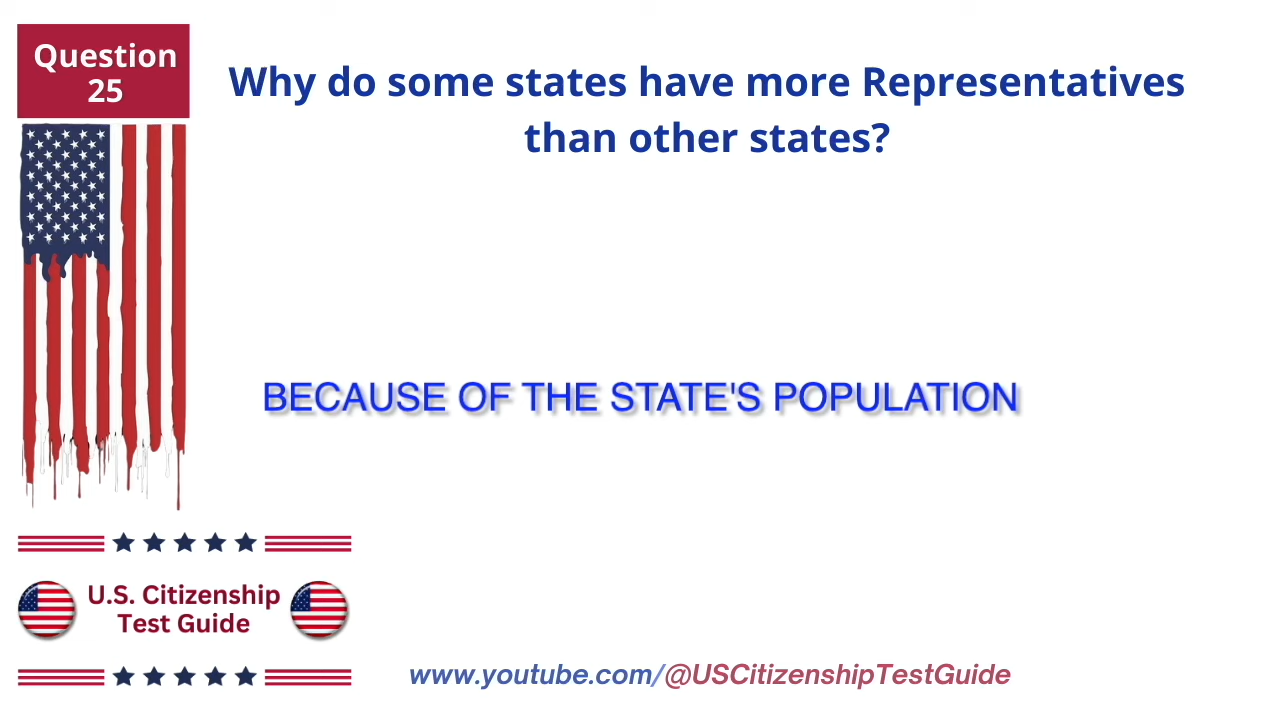 Question
25
Why do some states have more Representatives
than other states?
BECAUSE OF THE STATE'S POPULATION
U.S. Citizenship
Test Guide
www.youtube.com/@USCitizenshipTestGuide